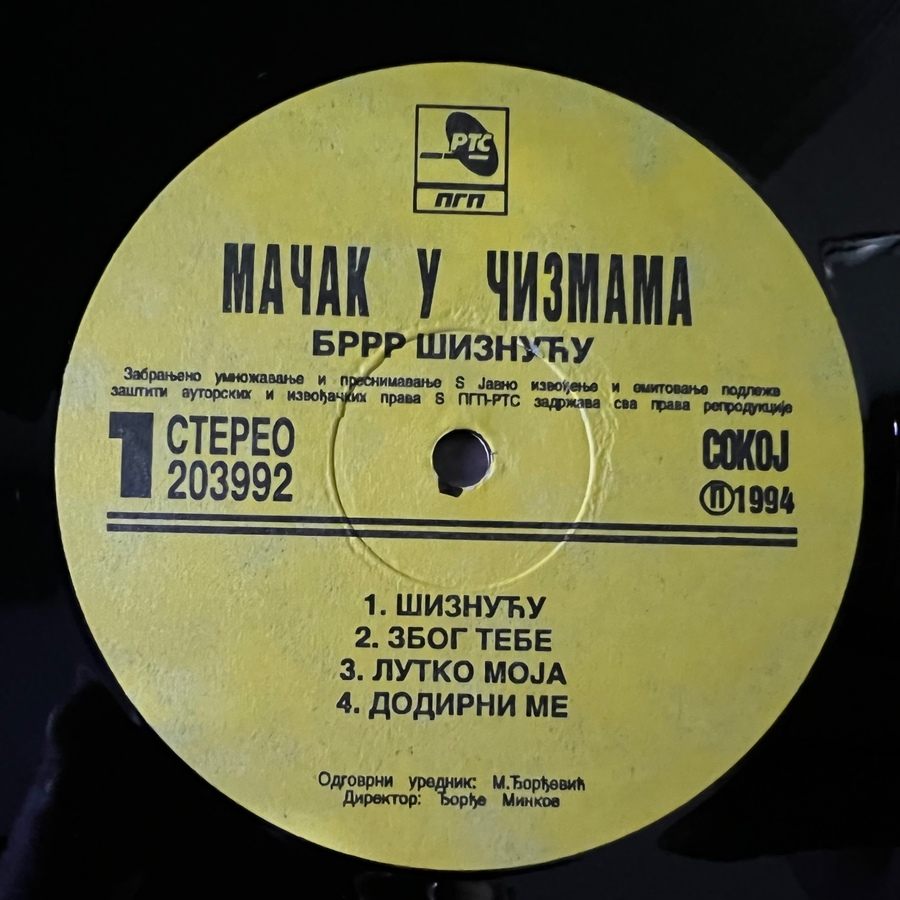 РТС
ПГП
МАЧАК У ЧИЗМАМА
БРРР ШИЗНУЋУ
Забрањено умножавање и преснимавање S Јавно извођење и емитовање подлеже
заштити ауторских и извођачких права S ПГП-РТС задржава сва права репродукције
1 СТЕРЕО
203992
СОКОЈ
Ⓟ1994
1. ШИЗНУЋУ
2. ЗБОГ ТЕБЕ
3. ЛУТКО МОЈА
4. ДОДИРНИ МЕ
Одговрни уредник: М.Ђорђевић
Директор: Ђорђе Минков